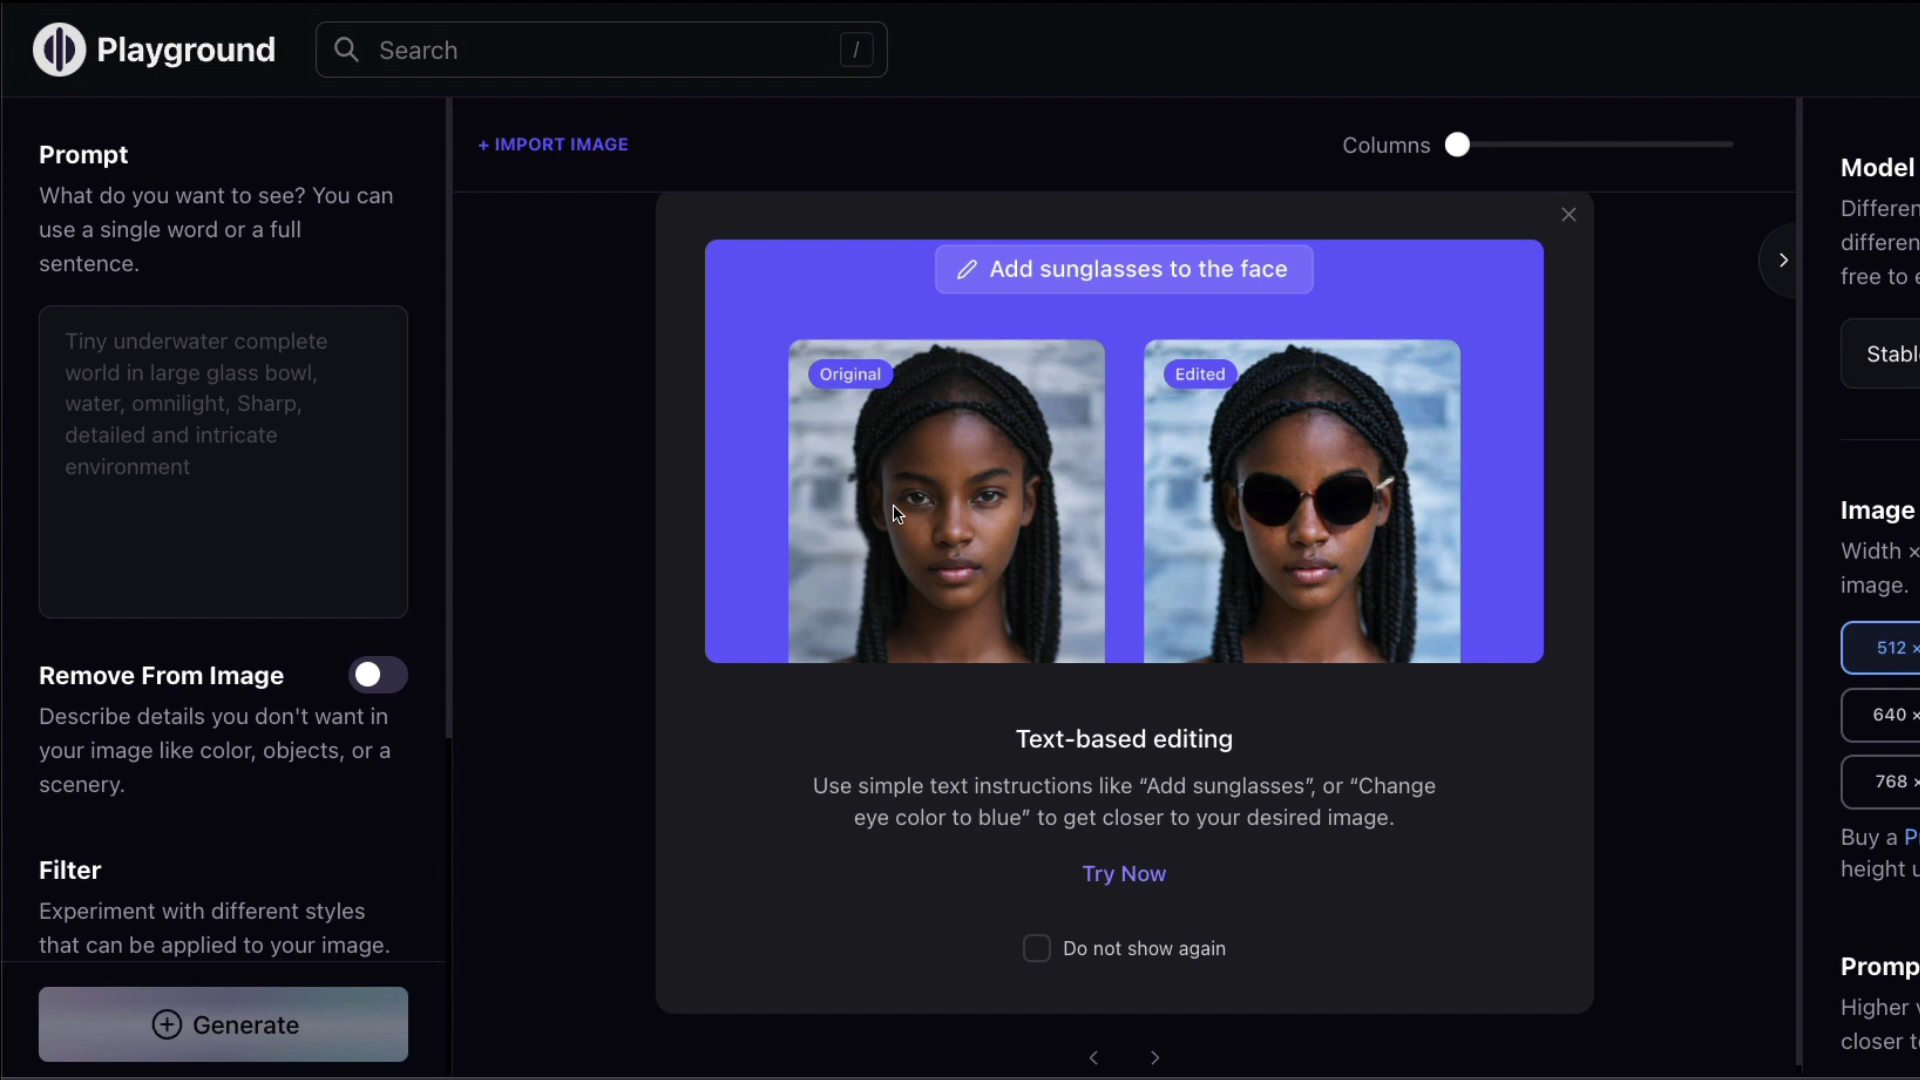 Playground
Search
/
Prompt
What do you want to see? You can
use a single word or a full
sentence.
Tiny underwater complete
world in large glass bowl,
water, omnilight, Sharp,
detailed and intricate
environment
Remove From Image
Describe details you don't want in
your image like color, objects, or a
scenery.
Filter
Experiment with different styles
that can be applied to your image.
Generate
+ IMPORT IMAGE
Columns
Add sunglasses to the face
Original
Edited
Text-based editing
Use simple text instructions like “Add sunglasses”, or “Change
eye color to blue” to get closer to your desired image.
Try Now
Do not show again
Model
free to
Image
Width ×
image.
512 ×
640 ×
768 ×
Buy a
height
Higher
closer